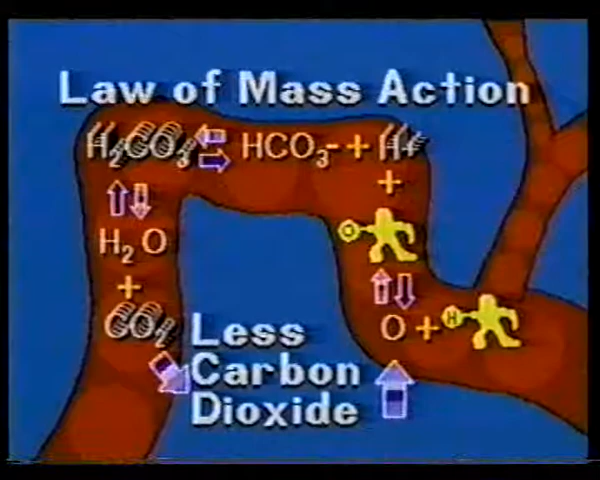 Law of Mass Action
H₂CO₃ HCO₃- + H+
+
H₂O
O
+
CO₂
O + H
Less
Carbon
Dioxide